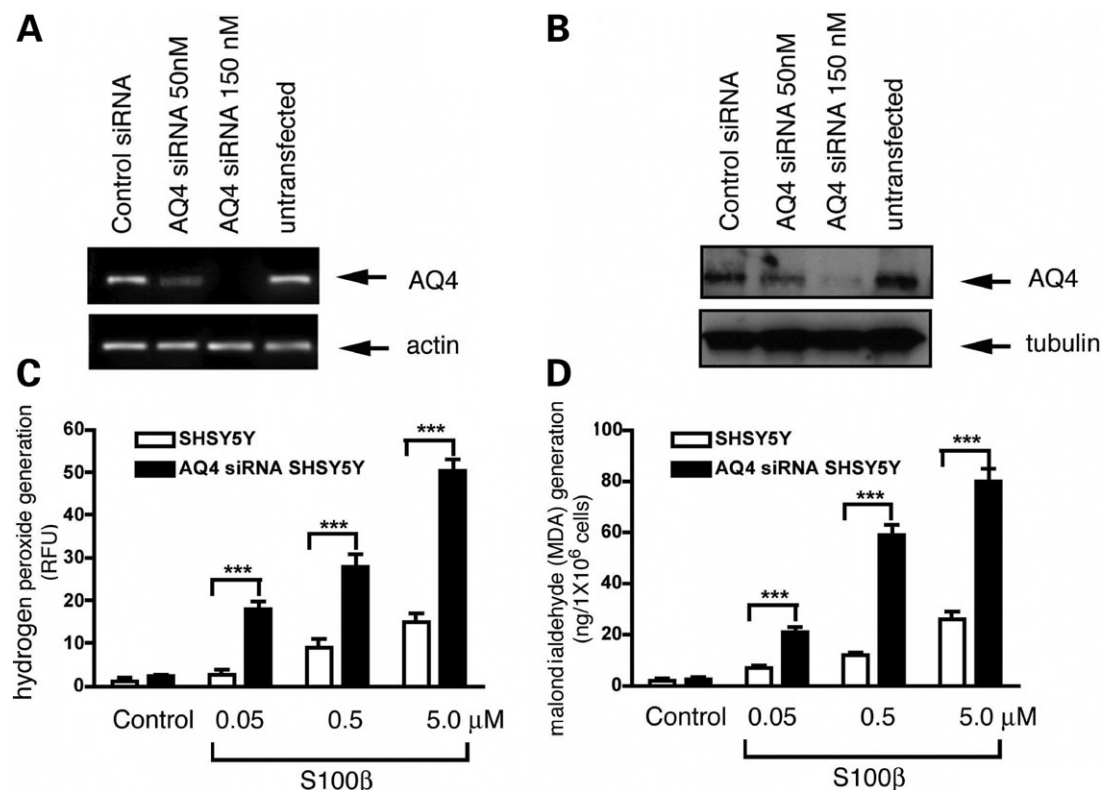 A
Control siRNA
AQ4 siRNA 50nM
AQ4 siRNA 150 nM
untransfected
AQ4
actin
B
Control siRNA
AQ4 siRNA 50nM
AQ4 siRNA 150 nM
untransfected
AQ4
tubulin
C
hydrogen peroxide generation
(RFU)
60
50
40
30
20
10
0
SHSY5Y
AQ4 siRNA SHSY5Y
***
***
***
Control
0.05
0.5
5.0 μM
S100β
D
malondialdehyde (MDA) generation
(ng/1X10⁶ cells)
100
80
60
40
20
0
SHSY5Y
AQ4 siRNA SHSY5Y
***
***
***
Control
0.05
0.5
5.0 μM
S100β